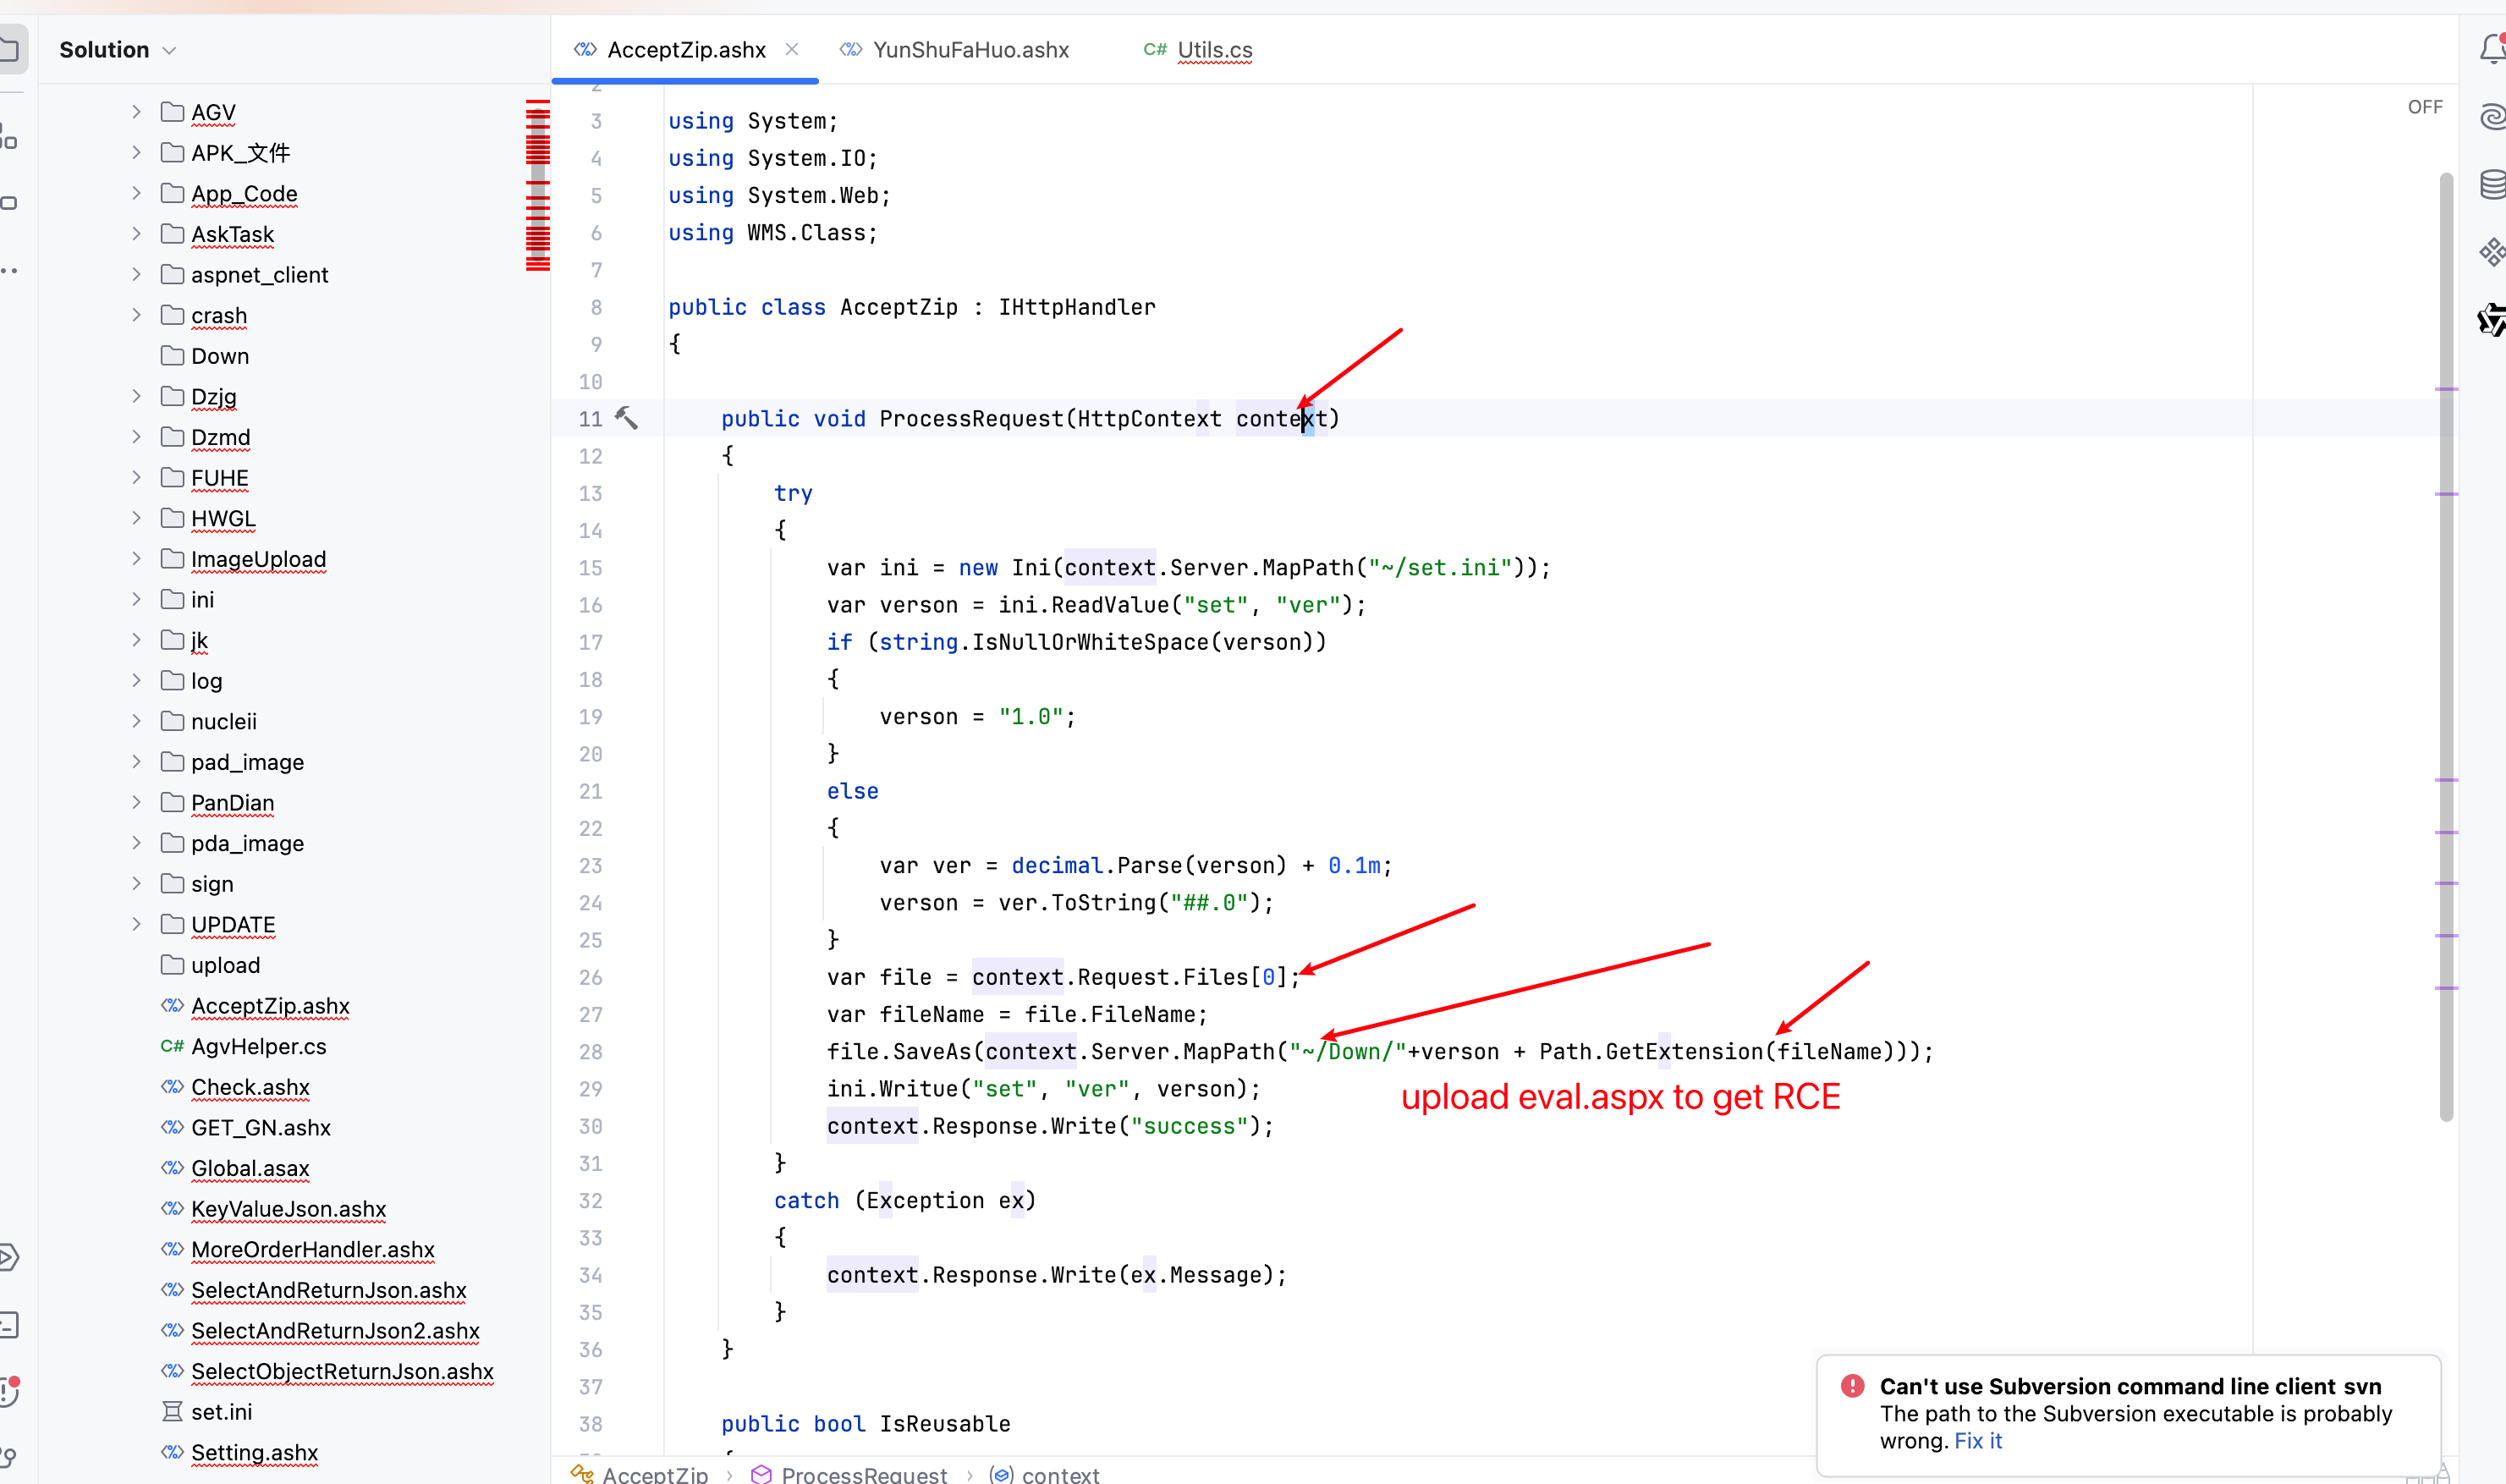 Solution
AGV
APK_文件
App_Code
AskTask
aspnet_client
crash
Down
Dzjg
Dzmd
FUHE
HWGL
ImageUpload
ini
jk
log
nucleii
pad_image
PanDian
pda_image
sign
UPDATE
upload
AcceptZip.ashx
C# AgvHelper.cs
Check.ashx
GET_GN.ashx
Global.asax
KeyValueJson.ashx
MoreOrderHandler.ashx
SelectAndReturnJson.ashx
SelectAndReturnJson2.ashx
SelectObjectReturnJson.ashx
set.ini
Setting.ashx
AcceptZip.ashx YunShuFaHuo.ashx C# Utils.cs
OFF
2
3 using System;
4 using System.IO;
5 using System.Web;
6 using WMS.Class;
7
8 public class AcceptZip : IHttpHandler
9 {
10
11 public void ProcessRequest(HttpContext context)
12 {
13 try
14 {
15 var ini = new Ini(context.Server.MapPath("~/set.ini"));
16 var verson = ini.ReadValue("set", "ver");
17 if (string.IsNullOrWhiteSpace(verson))
18 {
19 verson = "1.0";
20 }
21 else
22 {
23 var ver = decimal.Parse(verson) + 0.1m;
24 verson = ver.ToString("##.0");
25 }
26 var file = context.Request.Files[0];
27 var fileName = file.FileName;
28 file.SaveAs(context.Server.MapPath("~/Down/"+verson + Path.GetExtension(fileName)));
29 ini.Writue("set", "ver", verson);
upload eval.aspx to get RCE
30 context.Response.Write("success");
31 }
32 catch (Exception ex)
33 {
34 context.Response.Write(ex.Message);
35 }
36 }
37
38 public bool IsReusable
{
Can't use Subversion command line client svn
The path to the Subversion executable is probably
wrong. Fix it
AcceptZip › ProcessRequest › context